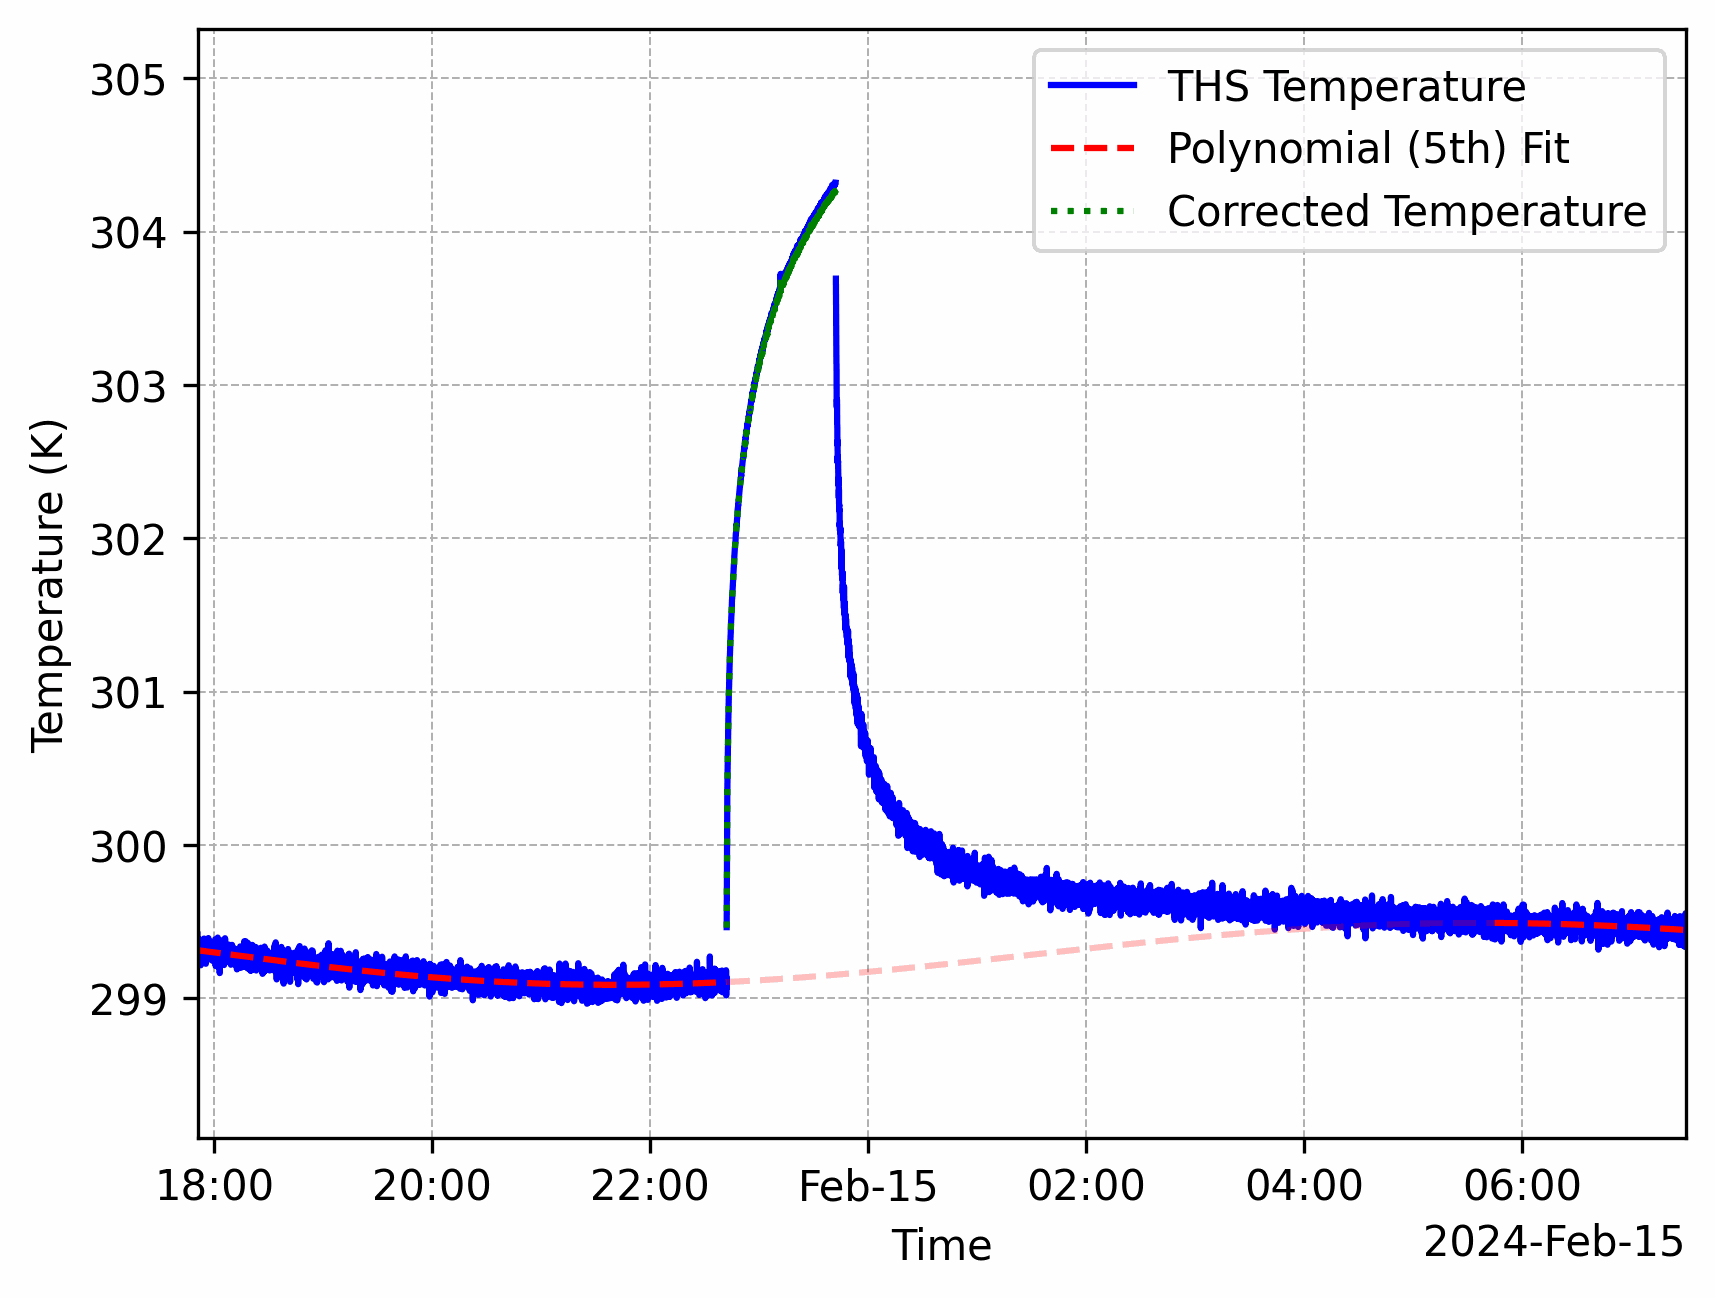 305
304
303
302
301
300
299
Temperature (K)
THS Temperature
Polynomial (5th) Fit
Corrected Temperature
18:00 20:00 22:00 Feb-15 02:00 04:00 06:00
Time
2024-Feb-15